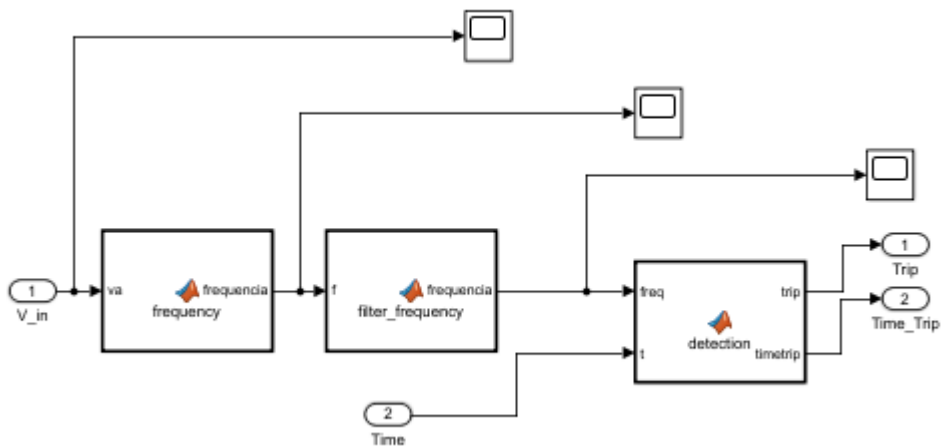 1
V_in
va
frequencia
frequency
f
frequencia
filter_frequency
freq
t
trip
timetrip
detection
1
Trip
2
Time_Trip
2
Time